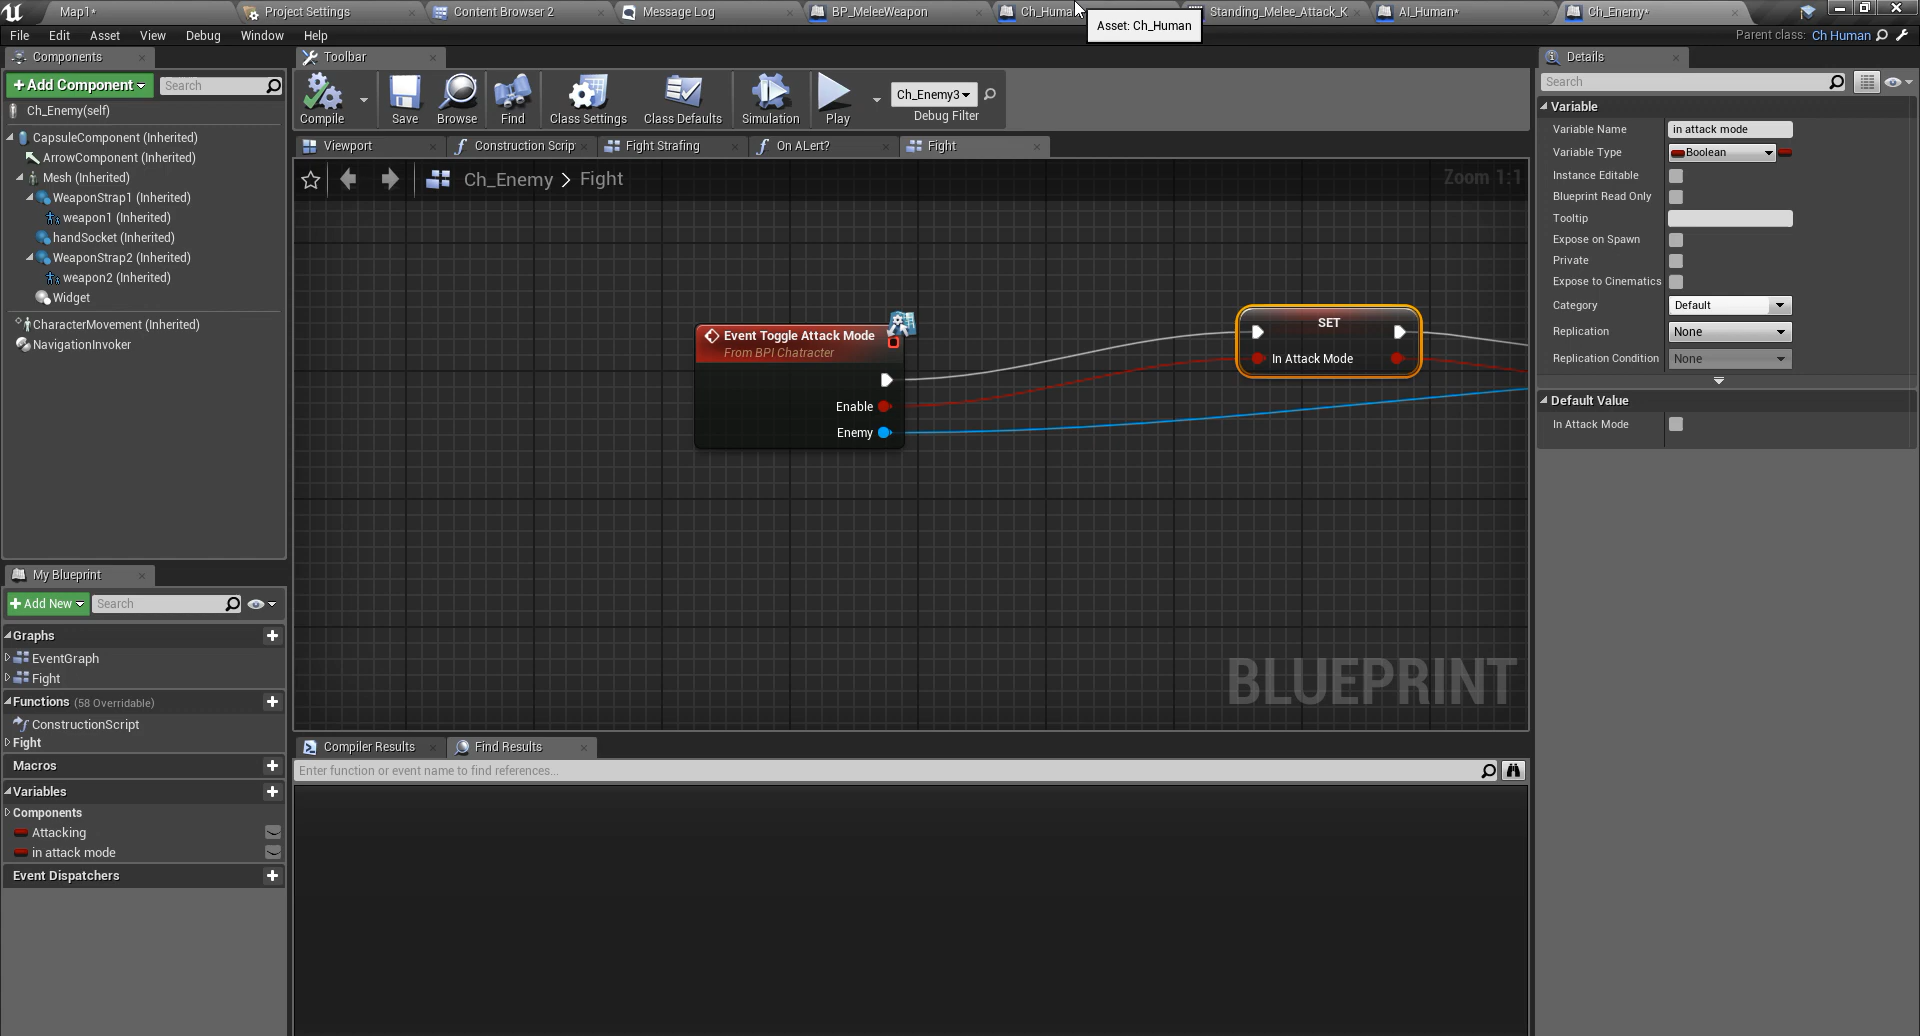 Map1*
Project Settings
Content Browser 2
Message Log
BP_MeleeWeapon
Ch_Huma
Standing_Melee_Attack_K
AI_Human*
Ch_Enemy*
Asset: Ch_Human
File
Edit
Asset
View
Debug
Window
Help
Parent class: Ch Human
Components
Add Component
Search
Ch_Enemy(self)
CapsuleComponent (Inherited)
ArrowComponent (Inherited)
Mesh (Inherited)
WeaponStrap1 (Inherited)
weapon1 (Inherited)
handSocket (Inherited)
WeaponStrap2 (Inherited)
weapon2 (Inherited)
Widget
CharacterMovement (Inherited)
NavigationInvoker
My Blueprint
+Add New
Search
Graphs
EventGraph
Fight
Functions (58 Overridable)
ConstructionScript
Fight
Macros
Variables
Components
Attacking
in attack mode
Event Dispatchers
Toolbar
Compile
Save
Browse
Find
Class Settings
Class Defaults
Simulation
Play
Ch_Enemy3
Debug Filter
Viewport
Construction Scrip
Fight Strafing
On ALert?
Fight
Ch_Enemy > Fight
Zoom 1:1
Event Toggle Attack Mode
From BPI Chatracter
Enable
Enemy
SET
In Attack Mode
BLUEPRINT
Compiler Results
Find Results
Enter function or event name to find references...
Details
Search
Variable
Variable Name
in attack mode
Variable Type
Boolean
Instance Editable
Blueprint Read Only
Tooltip
Expose on Spawn
Private
Expose to Cinematics
Category
Default
Replication
None
Replication Condition
None
Default Value
In Attack Mode